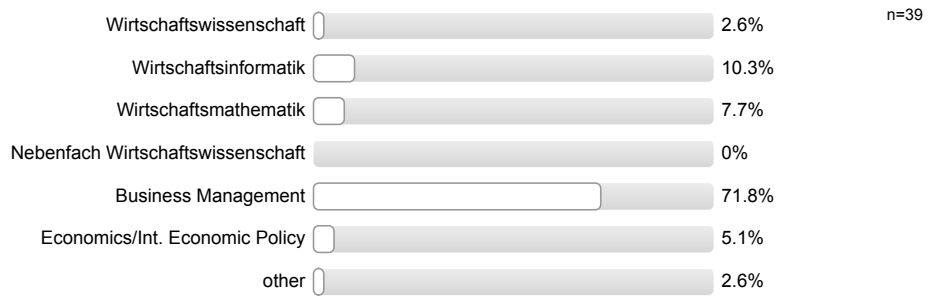 Wirtschaftswissenschaft 2.6% n=39
Wirtschaftsinformatik 10.3%
Wirtschaftsmathematik 7.7%
Nebenfach Wirtschaftswissenschaft 0%
Business Management 71.8%
Economics/Int. Economic Policy 5.1%
other 2.6%